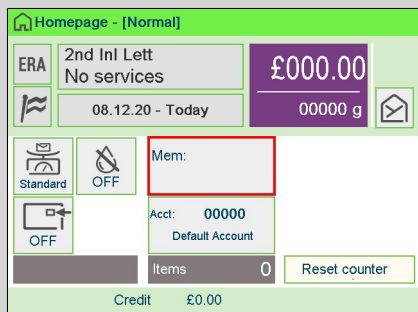 Homepage - [Normal]
ERA
2nd Inl Lett
No services
£000.00
08.12.20 - Today
00000 g
Standard
OFF
Mem:
OFF
Acct: 00000
Default Account
Items 0
Reset counter
Credit £0.00